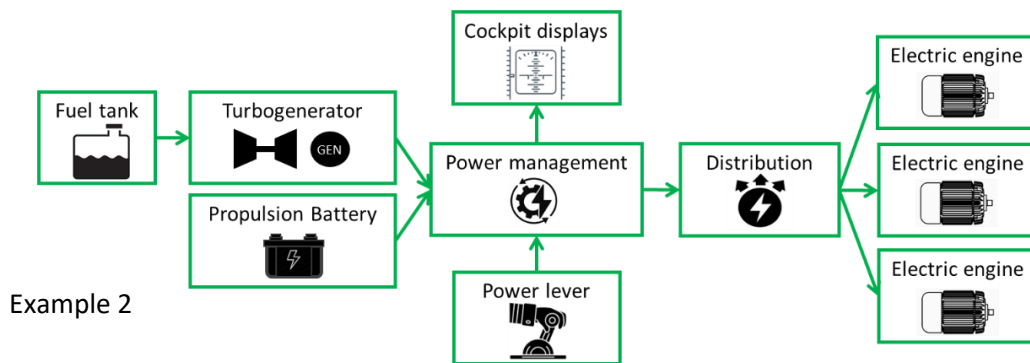 Cockpit displays
Electric engine
Fuel tank
Turbogenerator
GEN
Power management
Distribution
Electric engine
Propulsion Battery
Electric engine
Power lever
Example 2